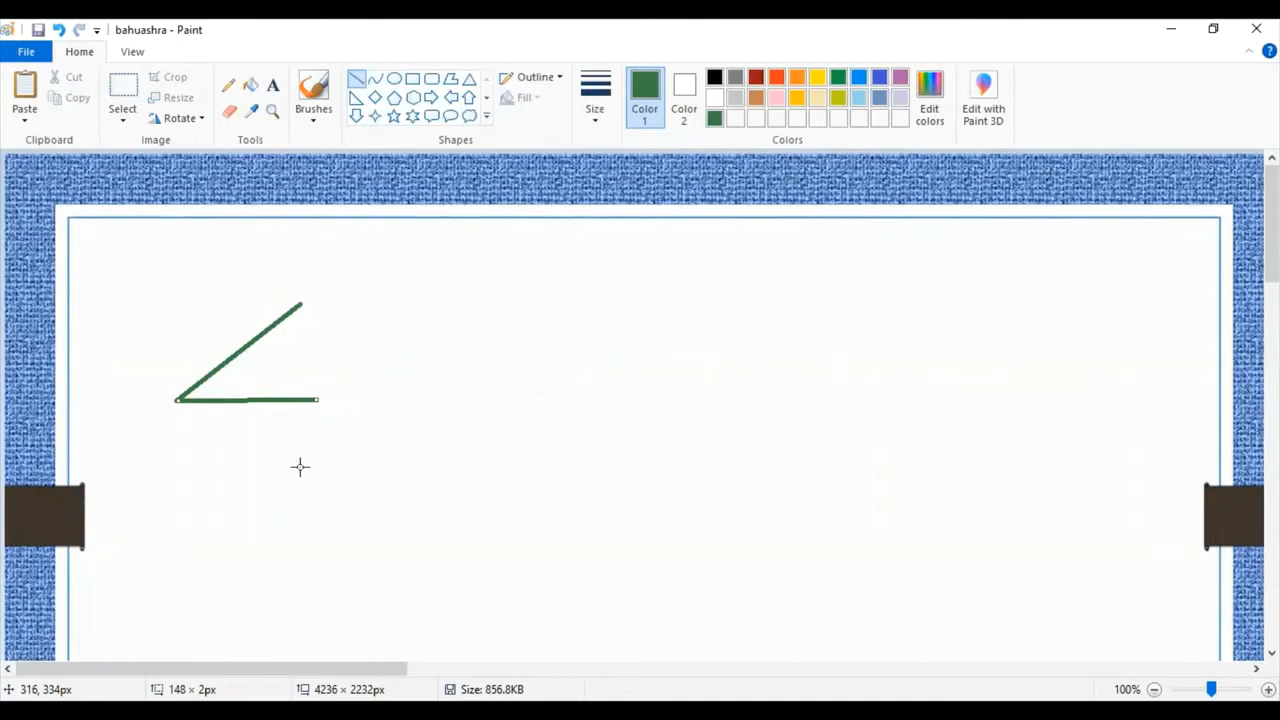 bahuashra - Paint
File Home View
Paste Cut Copy Select Crop Resize Rotate Brushes Outline Fill Size Color 1 Color 2 Edit colors Edit with Paint 3D
Clipboard Image Tools Shapes Colors
316, 334px 148 × 2px 4236 × 2232px Size: 856.8KB 100%